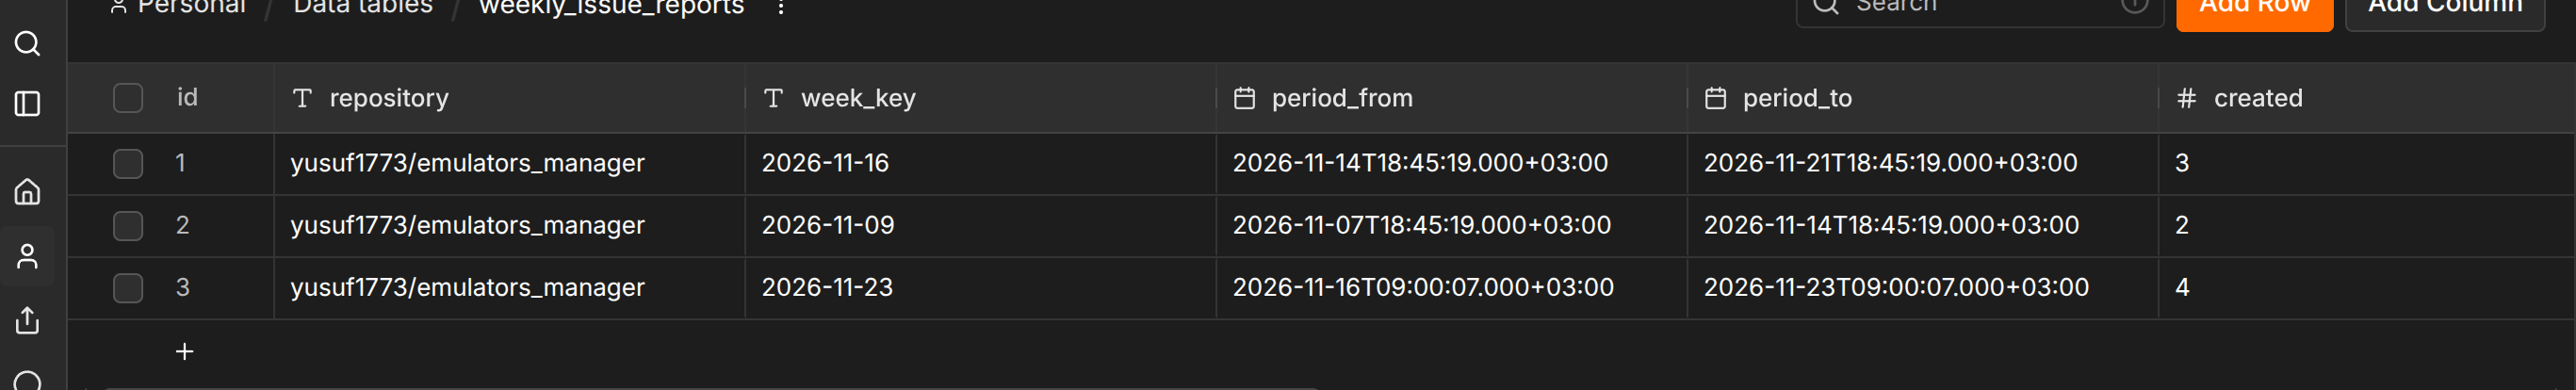 Personal / Data tables / weekly_issue_reports
Search
Add Row
Add Column
id repository week_key period_from period_to # created
1 yusuf1773/emulators_manager 2026-11-16 2026-11-14T18:45:19.000+03:00 2026-11-21T18:45:19.000+03:00 3
2 yusuf1773/emulators_manager 2026-11-09 2026-11-07T18:45:19.000+03:00 2026-11-14T18:45:19.000+03:00 2
3 yusuf1773/emulators_manager 2026-11-23 2026-11-16T09:00:07.000+03:00 2026-11-23T09:00:07.000+03:00 4
+